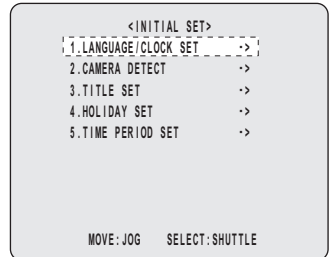 <INITIAL SET>
1.LANGUAGE/CLOCK SET ->
2.CAMERA DETECT ->
3.TITLE SET ->
4.HOLIDAY SET ->
5.TIME PERIOD SET ->
MOVE:JOG SELECT:SHUTTLE